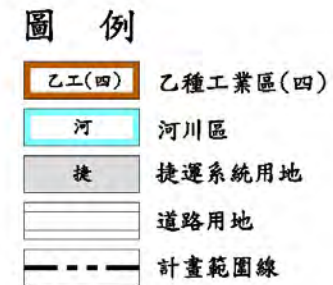 圖例
乙工(四) 乙種工業區(四)
河 河川區
捷 捷運系統用地
道路用地
計畫範圍線